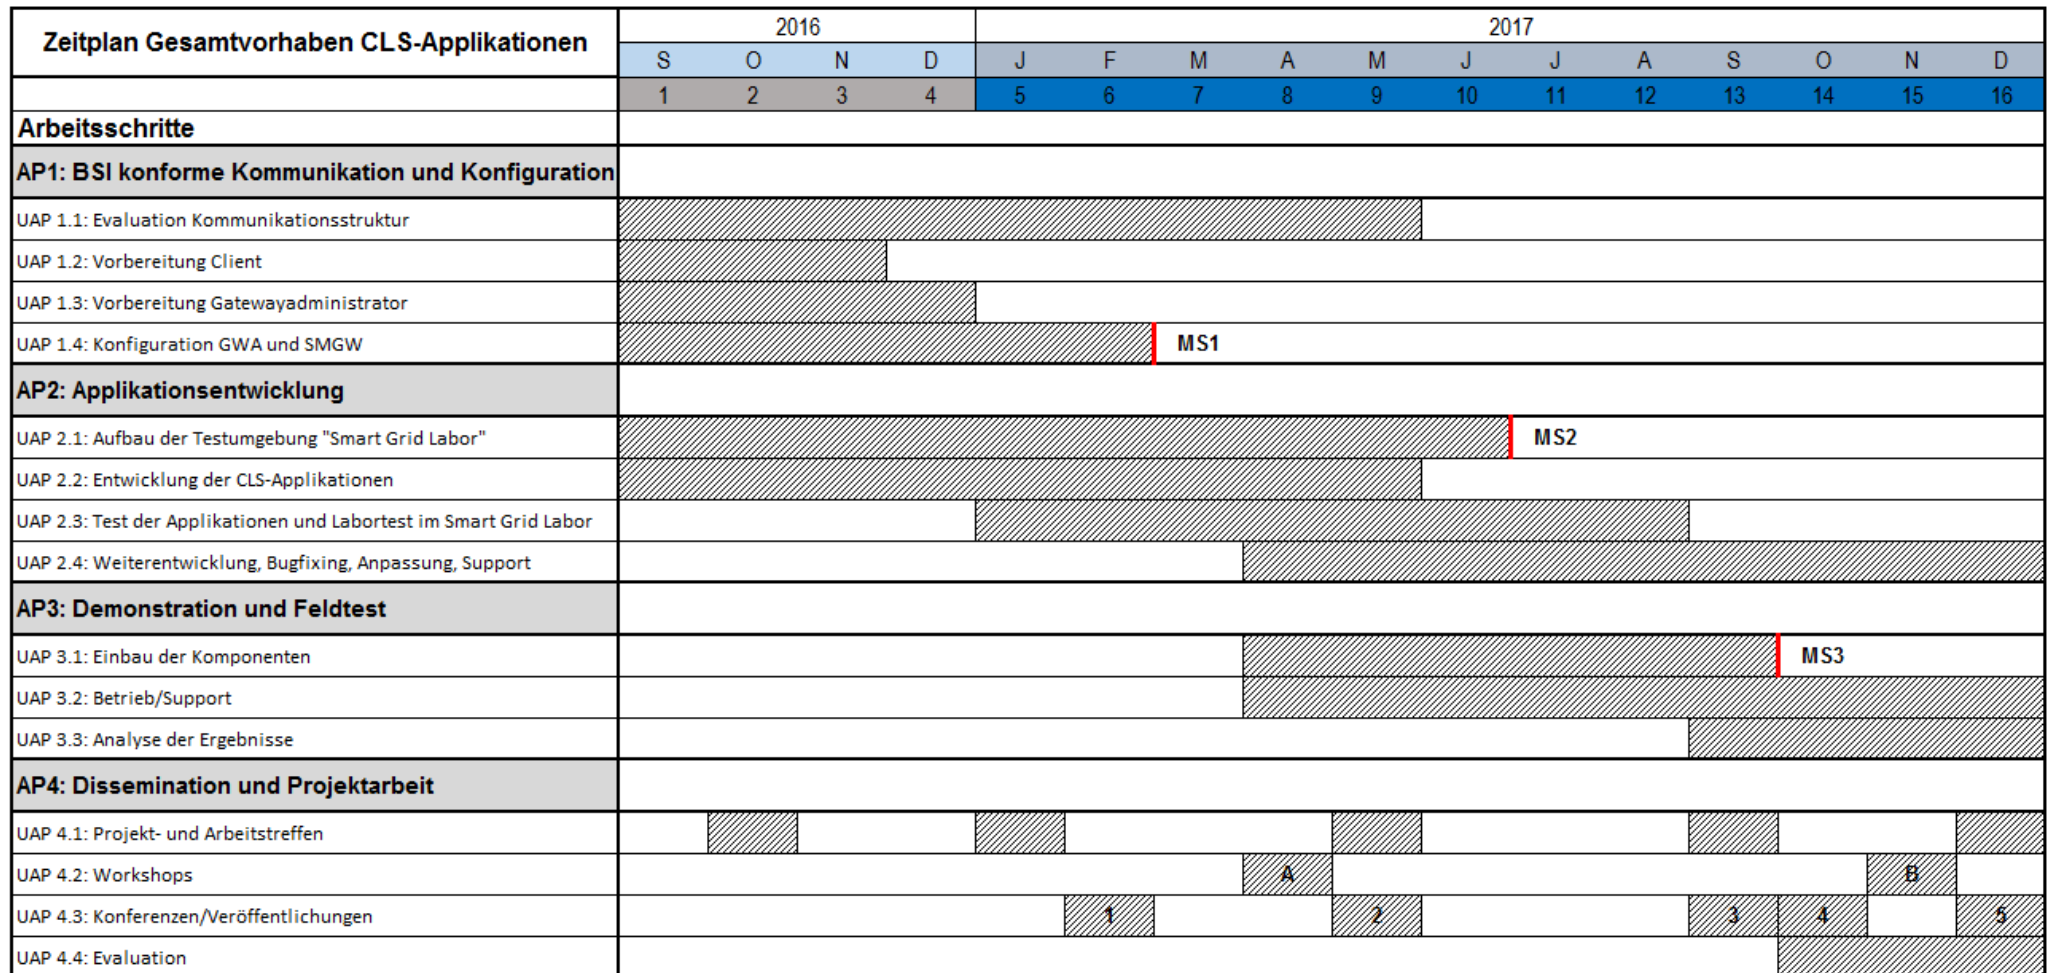 Zeitplan Gesamtvorhaben CLS-Applikationen
2016 2017
S O N D J F M A M J J A S O N D
1 2 3 4 5 6 7 8 9 10 11 12 13 14 15 16
Arbeitsschritte
AP1: BSI konforme Kommunikation und Konfiguration
UAP 1.1: Evaluation Kommunikationsstruktur
UAP 1.2: Vorbereitung Client
UAP 1.3: Vorbereitung Gatewayadministrator
UAP 1.4: Konfiguration GWA und SMGW MS1
AP2: Applikationsentwicklung
UAP 2.1: Aufbau der Testumgebung "Smart Grid Labor" MS2
UAP 2.2: Entwicklung der CLS-Applikationen
UAP 2.3: Test der Applikationen und Labortest im Smart Grid Labor
UAP 2.4: Weiterentwicklung, Bugfixing, Anpassung, Support
AP3: Demonstration und Feldtest
UAP 3.1: Einbau der Komponenten MS3
UAP 3.2: Betrieb/Support
UAP 3.3: Analyse der Ergebnisse
AP4: Dissemination und Projektarbeit
UAP 4.1: Projekt- und Arbeitstreffen
UAP 4.2: Workshops A B
UAP 4.3: Konferenzen/Veröffentlichungen 1 2 3 4 5
UAP 4.4: Evaluation